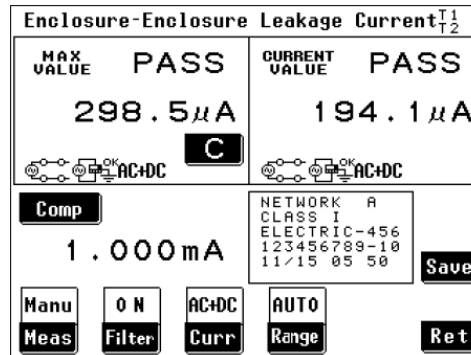 Enclosure-Enclosure Leakage Current T1 T2
MAX VALUE PASS
298.5μA
C
OK AC+DC
CURRENT VALUE PASS
194.1μA
OK AC+DC
Comp
1.000mA
NETWORK A
CLASS I
ELECTRIC-456
123456789-10
11/15 05 50
Save
Manu ON AC+DC AUTO
Meas Filter Curr Range Ret